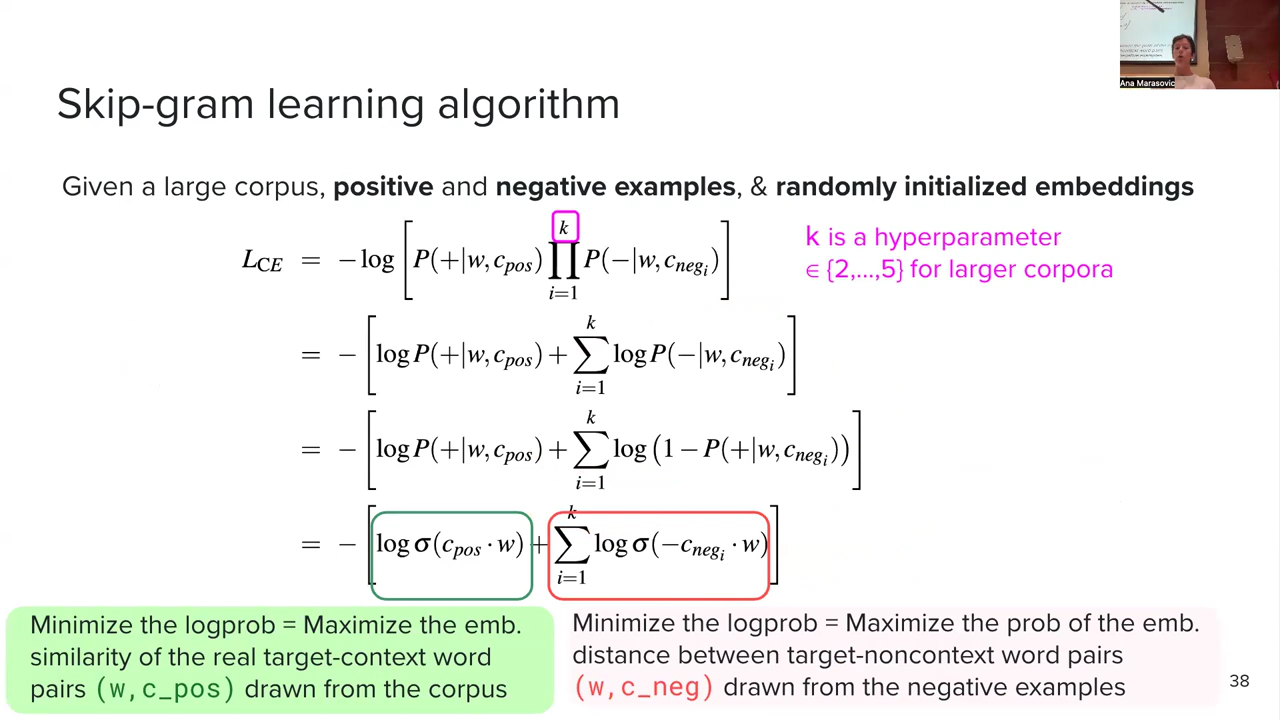 Ana Marasovic
Skip-gram learning algorithm
Given a large corpus, positive and negative examples, & randomly initialized embeddings
L_CE = −log [ P(+|w, c_pos) ∏_{i=1}^{k} P(−|w, c_neg_i) ]
k is a hyperparameter
∈ {2,...,5} for larger corpora
= − [ log P(+|w, c_pos) + ∑_{i=1}^{k} log P(−|w, c_neg_i) ]
= − [ log P(+|w, c_pos) + ∑_{i=1}^{k} log (1 − P(+|w, c_neg_i)) ]
= − [ log σ(c_pos · w) + ∑_{i=1}^{k} log σ(−c_neg_i · w) ]
Minimize the logprob = Maximize the emb.
similarity of the real target-context word
pairs (w,c_pos) drawn from the corpus
Minimize the logprob = Maximize the prob of the emb.
distance between target-noncontext word pairs
(w,c_neg) drawn from the negative examples
38